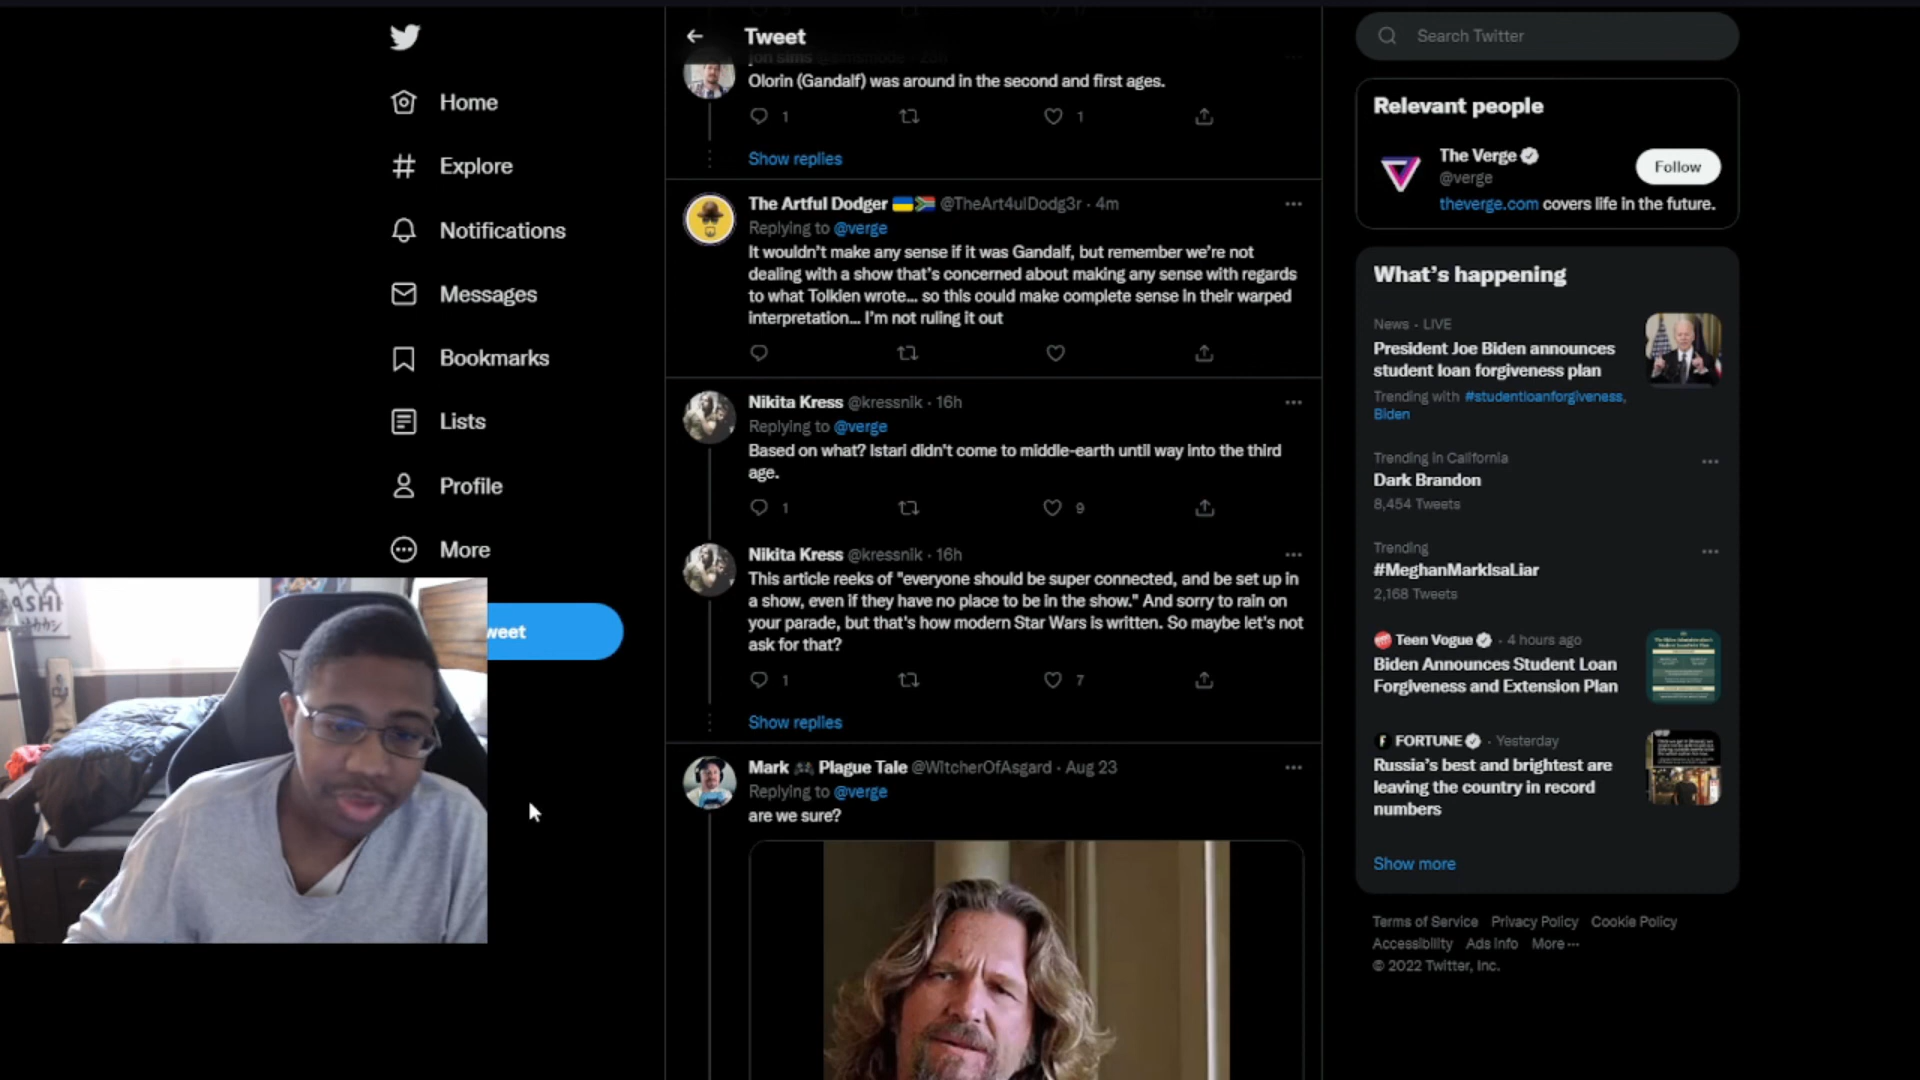 Tweet
Search Twitter
Home
Explore
Notifications
Messages
Bookmarks
Lists
Profile
More
weet
ASHI
Olorin (Gandalf) was around in the second and first ages.
1
1
Show replies
The Artful Dodger @TheArt4ulDodg3r · 4m
Replying to @verge
It wouldn't make any sense if it was Gandalf, but remember we're not
dealing with a show that's concerned about making any sense with regards
to what Tolkien wrote... so this could make complete sense in their warped
interpretation... I'm not ruling it out
Nikita Kress @kressnik · 16h
Replying to @verge
Based on what? Istari didn't come to middle-earth until way into the third
age.
1
9
Nikita Kress @kressnik · 16h
This article reeks of "everyone should be super connected, and be set up in
a show, even if they have no place to be in the show." And sorry to rain on
your parade, but that's how modern Star Wars is written. So maybe let's not
ask for that?
1
7
Show replies
Mark Plague Tale @WitcherOfAsgard · Aug 23
Replying to @verge
are we sure?
Relevant people
The Verge
@verge
Follow
theverge.com covers life in the future.
What's happening
News · LIVE
President Joe Biden announces
student loan forgiveness plan
Trending with #studentloanforgiveness,
Biden
Trending in California
Dark Brandon
8,454 Tweets
Trending
#MeghanMarkIsaLiar
2,168 Tweets
Teen Vogue · 4 hours ago
Biden Announces Student Loan
Forgiveness and Extension Plan
FORTUNE · Yesterday
Russia's best and brightest are
leaving the country in record
numbers
Show more
Terms of Service Privacy Policy Cookie Policy
Accessibility Ads Info More ···
© 2022 Twitter, Inc.